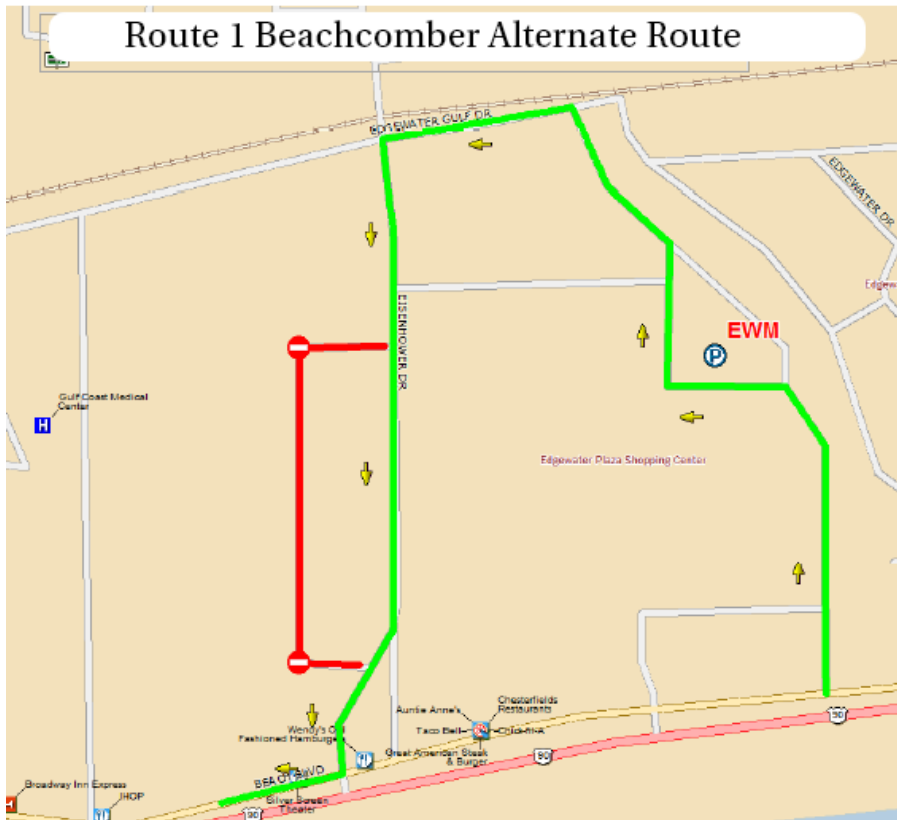 Route 1 Beachcomber Alternate Route
EDGEWATER GULF DR
EDGEWATER DR
EISENHOWER DR
EWM
P
Gulf Coast Medical
Center
H
Edgewater Plaza Shopping Center
Auntie Anne's
Chesterfields
Restaurants
Taco Bell
Chick-fil-A
Great American Steak
& Burger
Wendy's Old
Fashioned Hamburgers
90
90
90
Broadway Inn Express
IHOP
Silver Screen
Theater